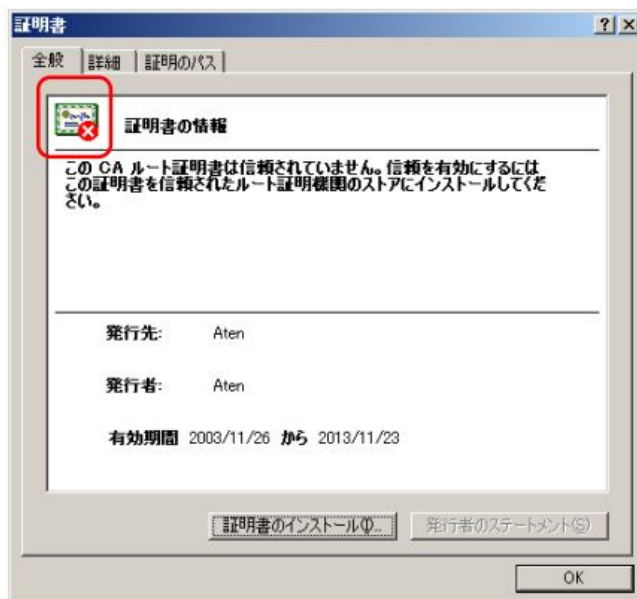 証明書
全般
詳細
証明のパス
証明書の情報
この CA ルート証明書は信頼されていません。信頼を有効にするには
この証明書を信頼されたルート証明機関のストアにインストールしてくだ
さい。
発行先: Aten
発行者: Aten
有効期間 2003/11/26 から 2013/11/23
証明書のインストール(I)...
発行者のステートメント(S)
OK